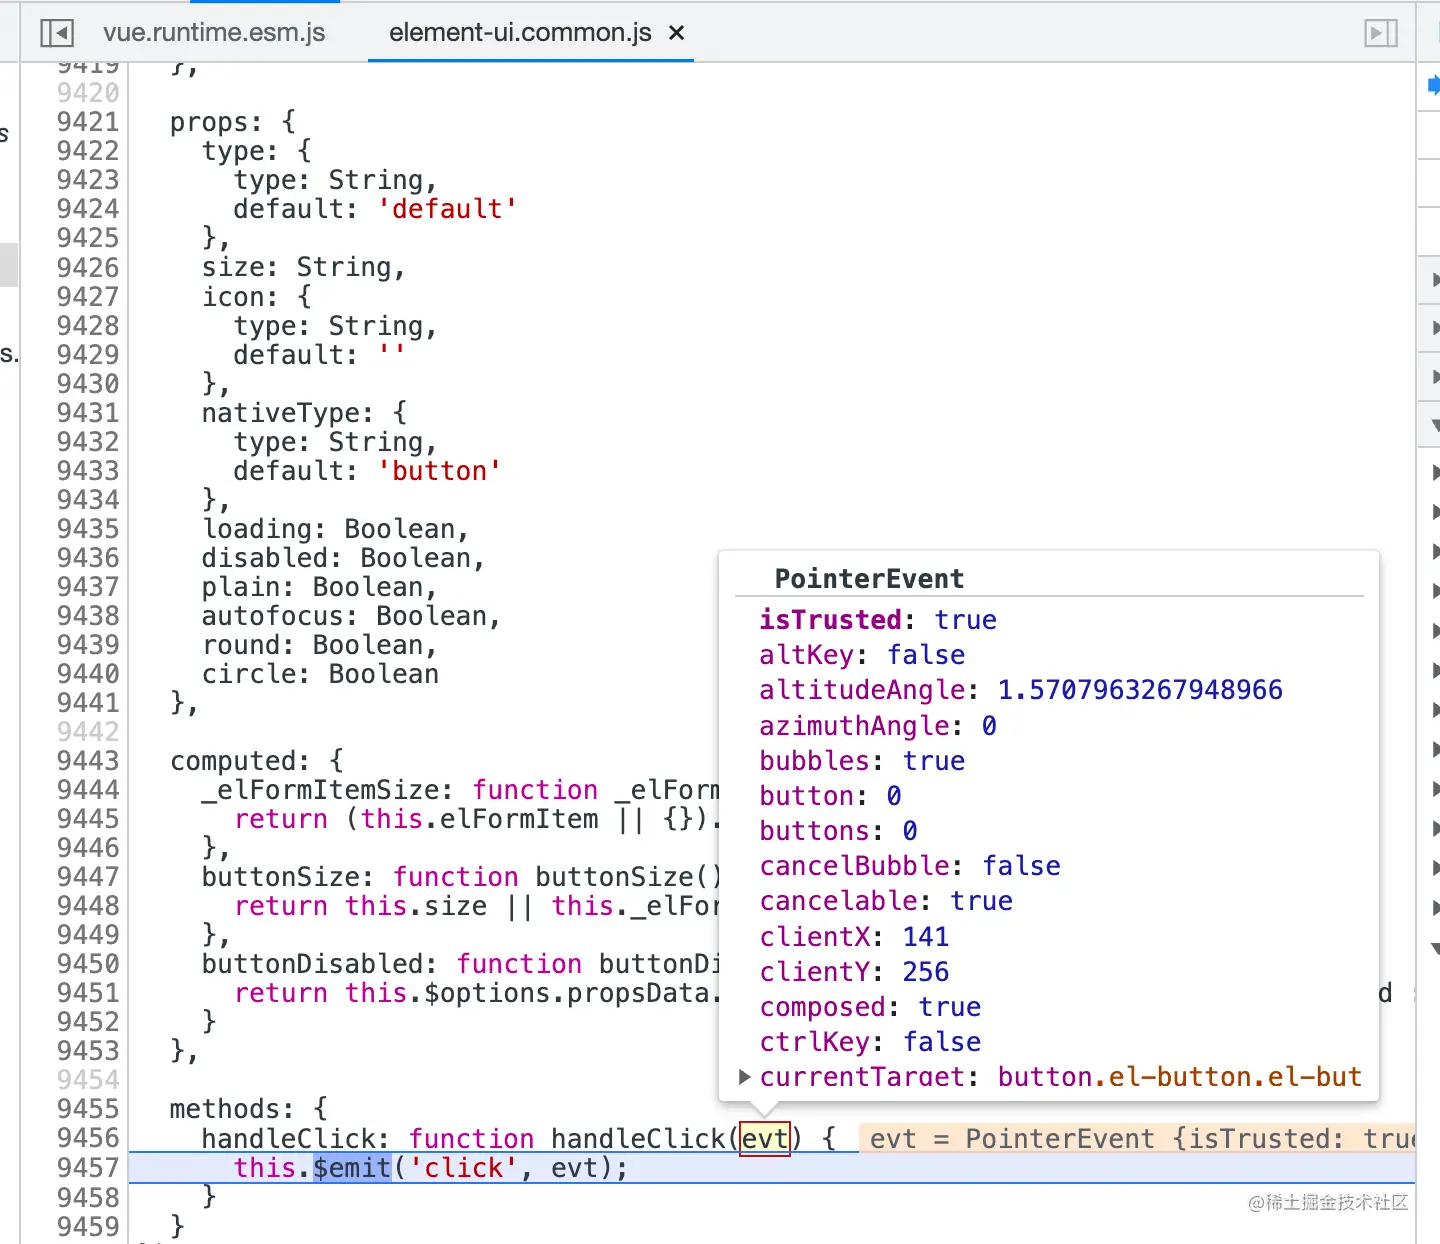 vue.runtime.esm.js element-ui.common.js ×
9419 },
9420
9421 props: {
9422 type: {
9423 type: String,
9424 default: 'default'
9425 },
9426 size: String,
9427 icon: {
9428 type: String,
9429 default: ''
9430 },
9431 nativeType: {
9432 type: String,
9433 default: 'button'
9434 },
9435 loading: Boolean,
9436 disabled: Boolean,
9437 plain: Boolean,
9438 autofocus: Boolean,
9439 round: Boolean,
9440 circle: Boolean
9441 },
9442
9443 computed: {
9444 _elFormItemSize: function _elForm
9445 return (this.elFormItem || {}).
9446 },
9447 buttonSize: function buttonSize()
9448 return this.size || this._elFor
9449 },
9450 buttonDisabled: function buttonDi
9451 return this.$options.propsData. d :
9452 }
9453 },
9454
9455 methods: {
9456 handleClick: function handleClick(evt) { evt = PointerEvent {isTrusted: true
9457 this.$emit('click', evt);
9458 }
9459 }
PointerEvent
isTrusted: true
altKey: false
altitudeAngle: 1.5707963267948966
azimuthAngle: 0
bubbles: true
button: 0
buttons: 0
cancelBubble: false
cancelable: true
clientX: 141
clientY: 256
composed: true
ctrlKey: false
currentTarget: button.el-button.el-but
s
s.
@稀土掘金技术社区